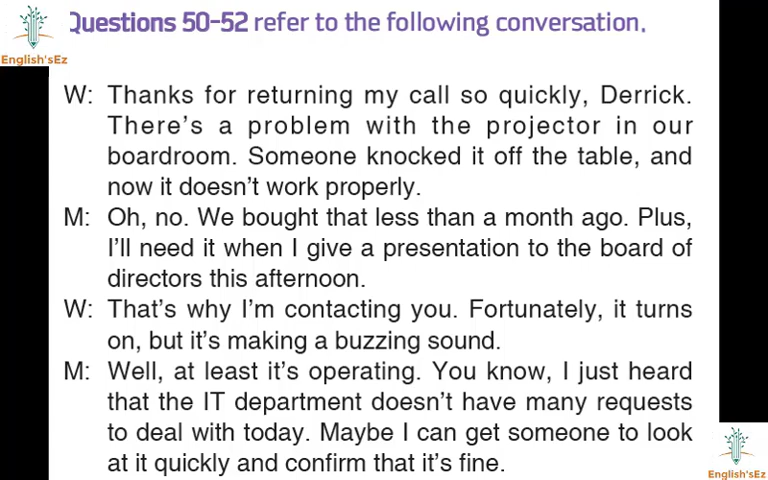 Questions 50-52 refer to the following conversation.
English'sEz
W: Thanks for returning my call so quickly, Derrick.
There's a problem with the projector in our
boardroom. Someone knocked it off the table, and
now it doesn't work properly.
M: Oh, no. We bought that less than a month ago. Plus,
I'll need it when I give a presentation to the board of
directors this afternoon.
W: That's why I'm contacting you. Fortunately, it turns
on, but it's making a buzzing sound.
M: Well, at least it's operating. You know, I just heard
that the IT department doesn't have many requests
to deal with today. Maybe I can get someone to look
at it quickly and confirm that it's fine.
English'sEz